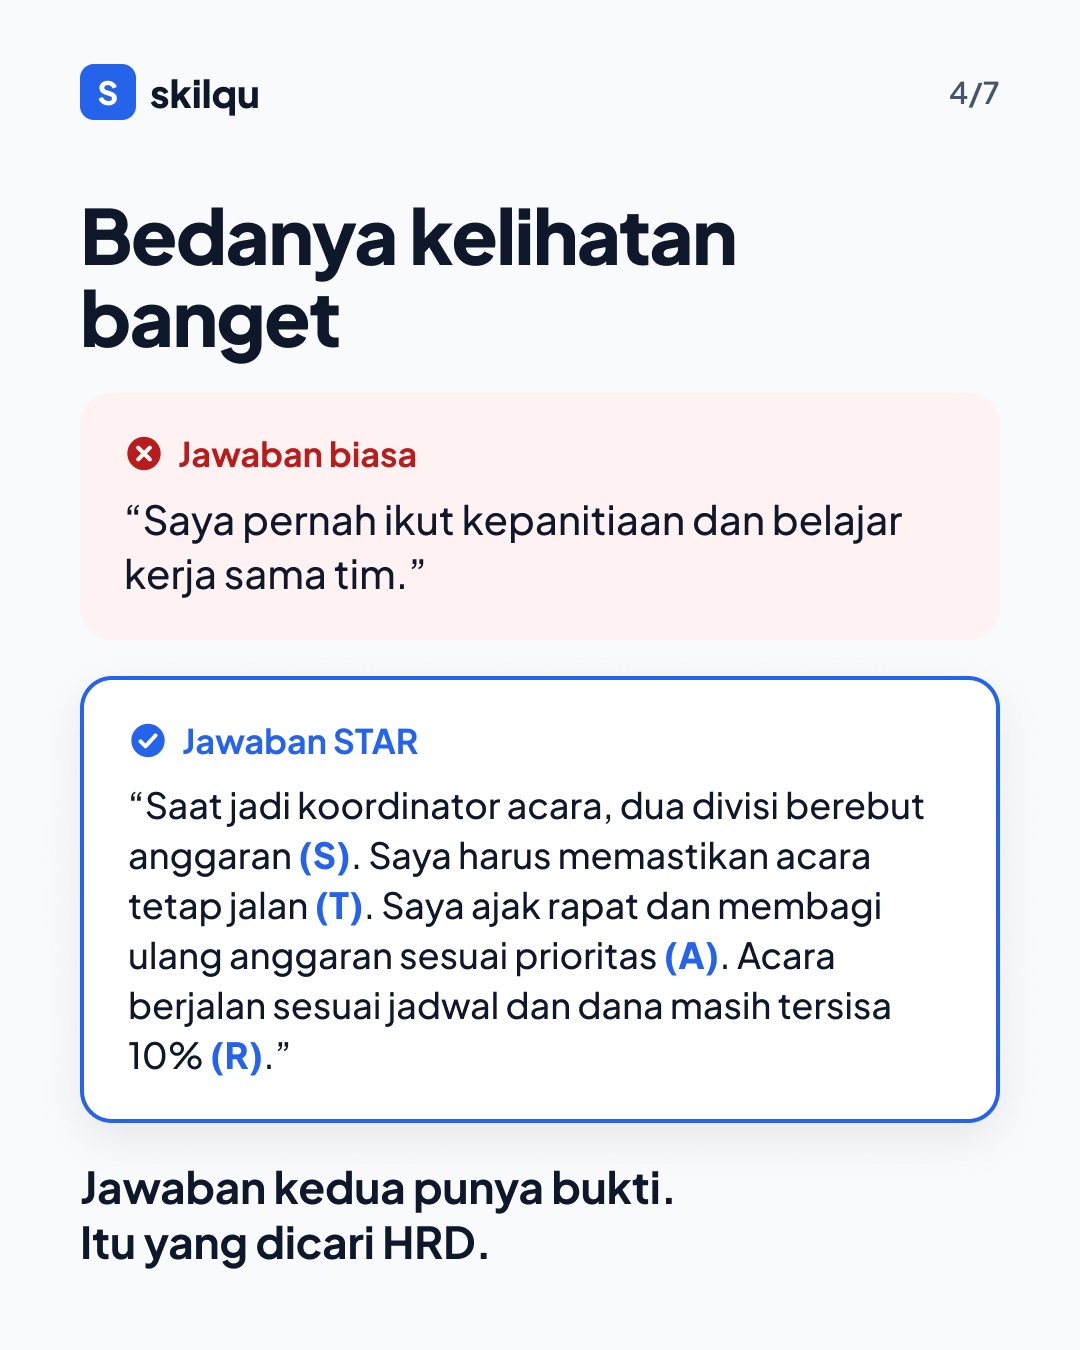 S skilqu
4/7
Bedanya kelihatan
banget
Jawaban biasa
“Saya pernah ikut kepanitiaan dan belajar
kerja sama tim.”
Jawaban STAR
“Saat jadi koordinator acara, dua divisi berebut
anggaran (S). Saya harus memastikan acara
tetap jalan (T). Saya ajak rapat dan membagi
ulang anggaran sesuai prioritas (A). Acara
berjalan sesuai jadwal dan dana masih tersisa
10% (R).”
Jawaban kedua punya bukti.
Itu yang dicari HRD.